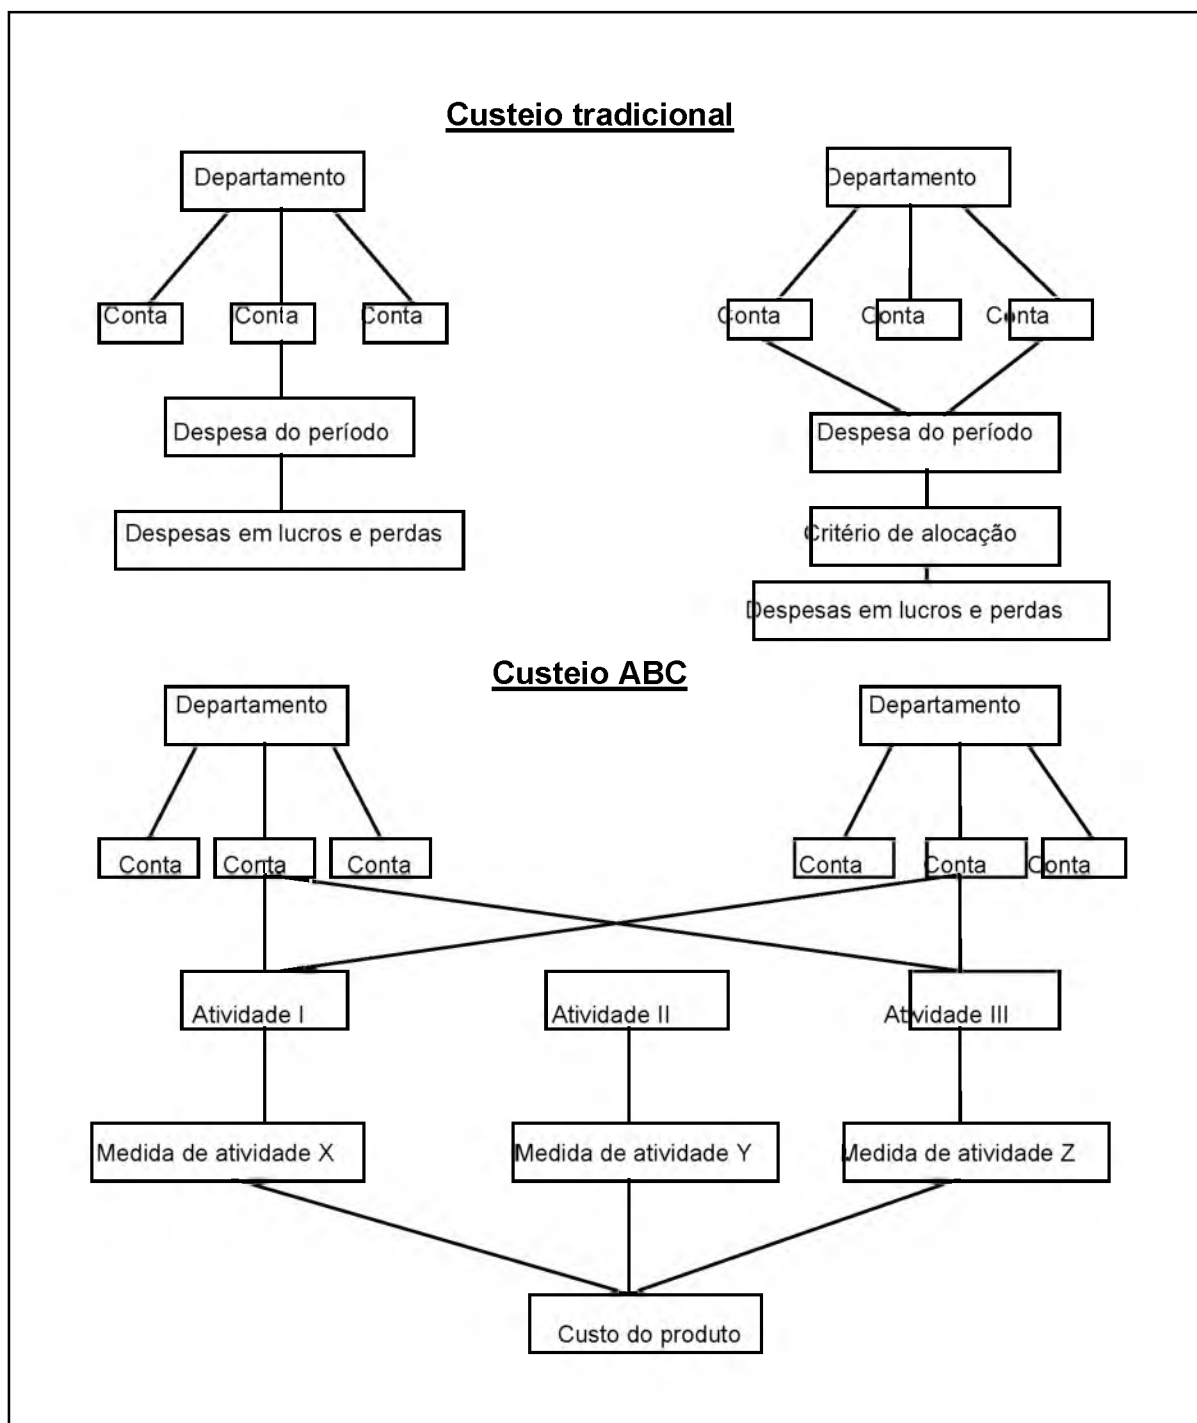 Custeio tradicional
Departamento
Departamento
Conta
Conta
Conta
Conta
Conta
Conta
Despesa do período
Despesa do período
Despesas em lucros e perdas
Critério de alocação
Despesas em lucros e perdas
Custeio ABC
Departamento
Departamento
Conta
Conta
Conta
Conta
Conta
Conta
Atividade I
Atividade II
Atividade III
Medida de atividade X
Medida de atividade Y
Medida de atividade Z
Custo do produto